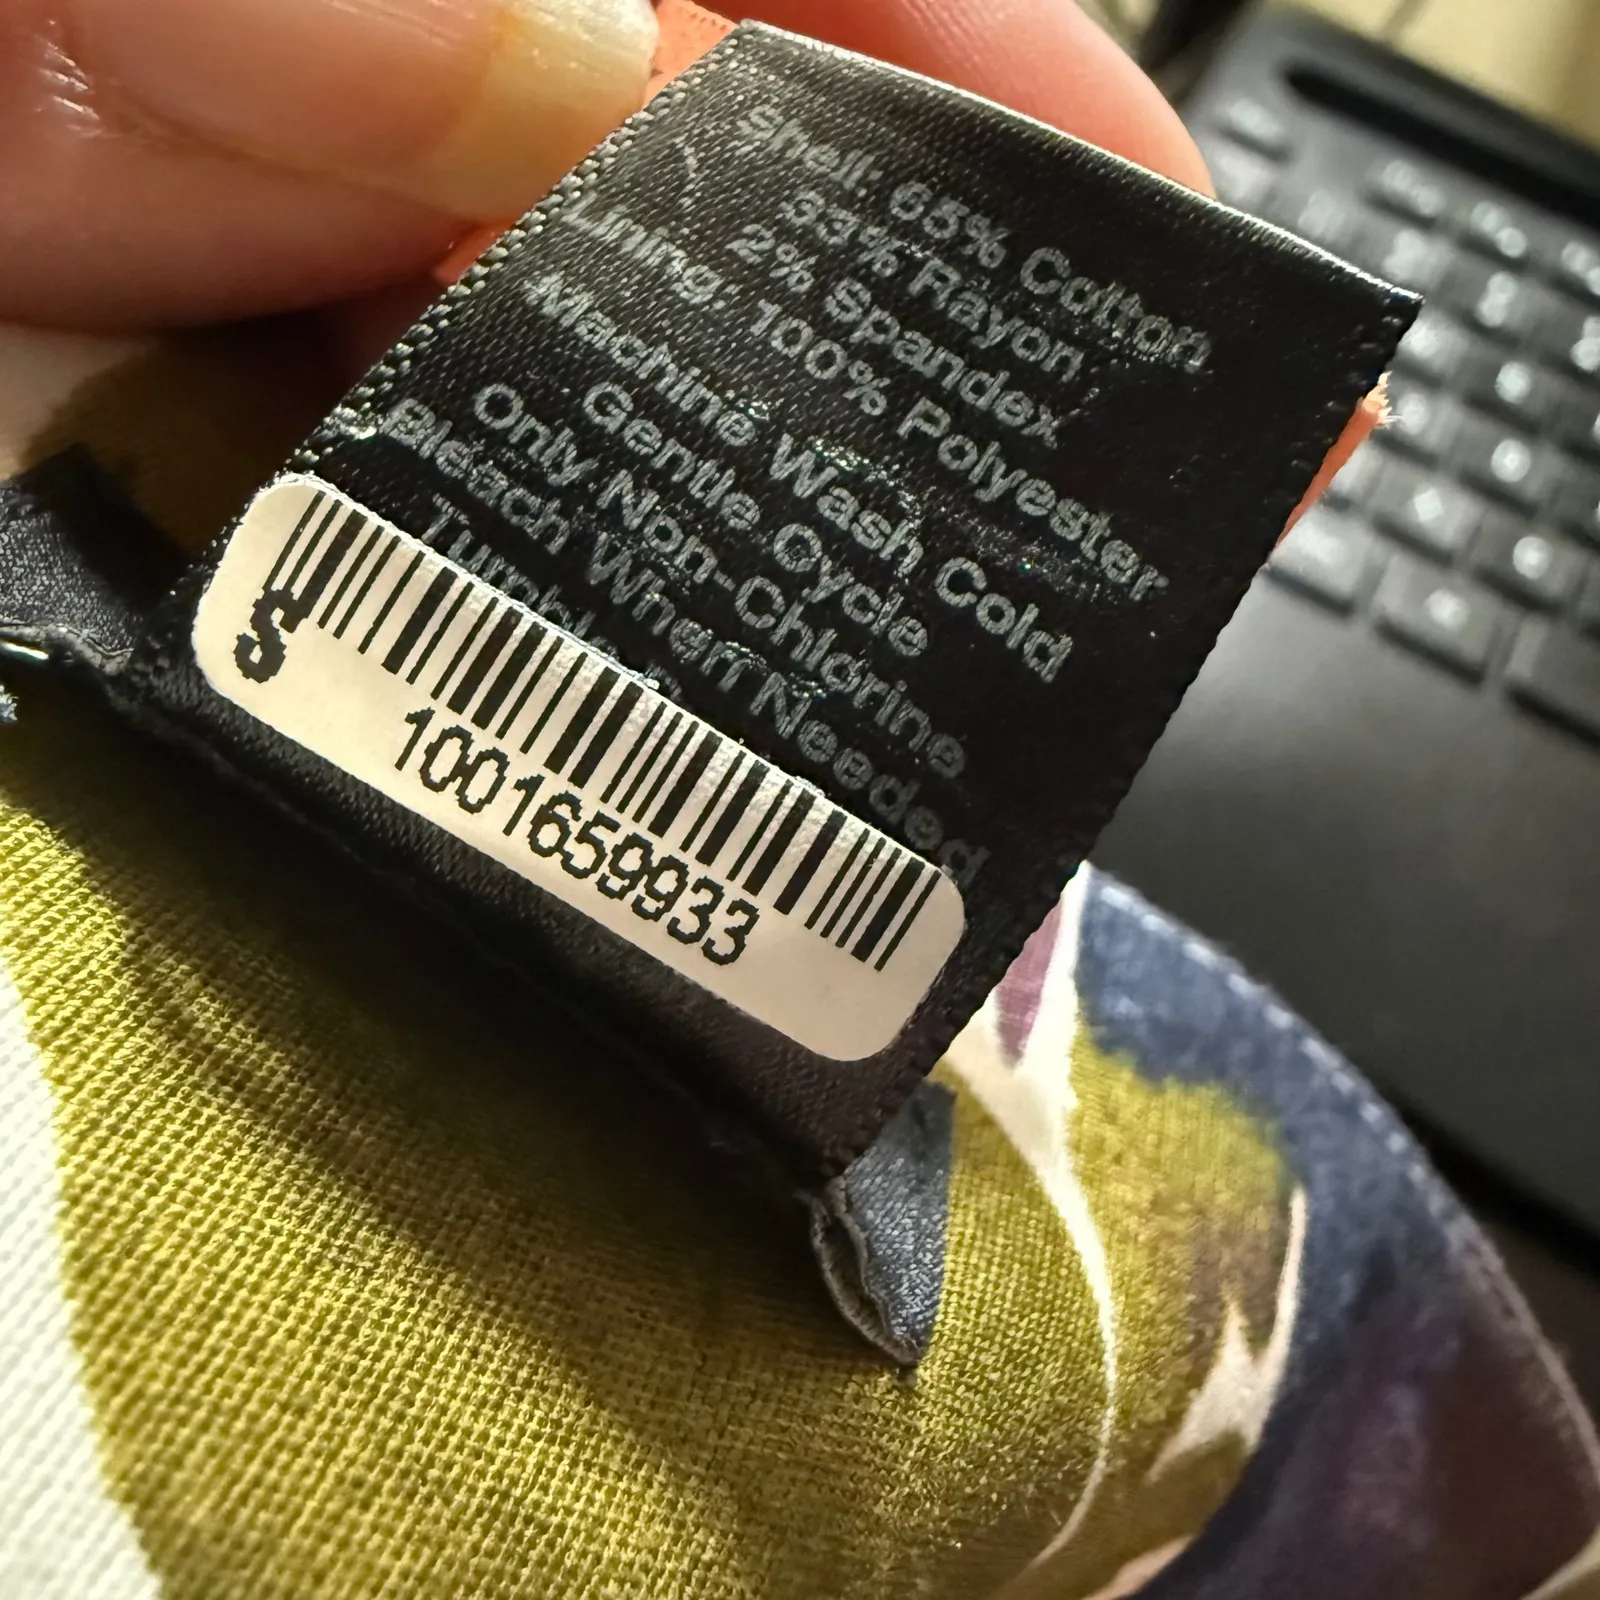 Shell: 65% Cotton
33% Rayon
2% Spandex
Lining: 100% Polyester
Machine Wash Cold
Gentle Cycle
Only Non-Chlorine
Bleach When Needed
S
1001659933